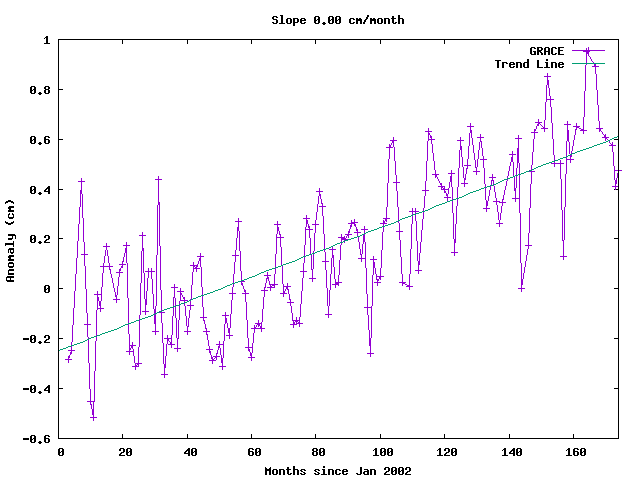 Slope 0.00 cm/month
1
GRACE
Trend Line
0.8
0.6
0.4
0.2
0
-0.2
-0.4
-0.6
Anomaly (cm)
0 20 40 60 80 100 120 140 160
Months since Jan 2002